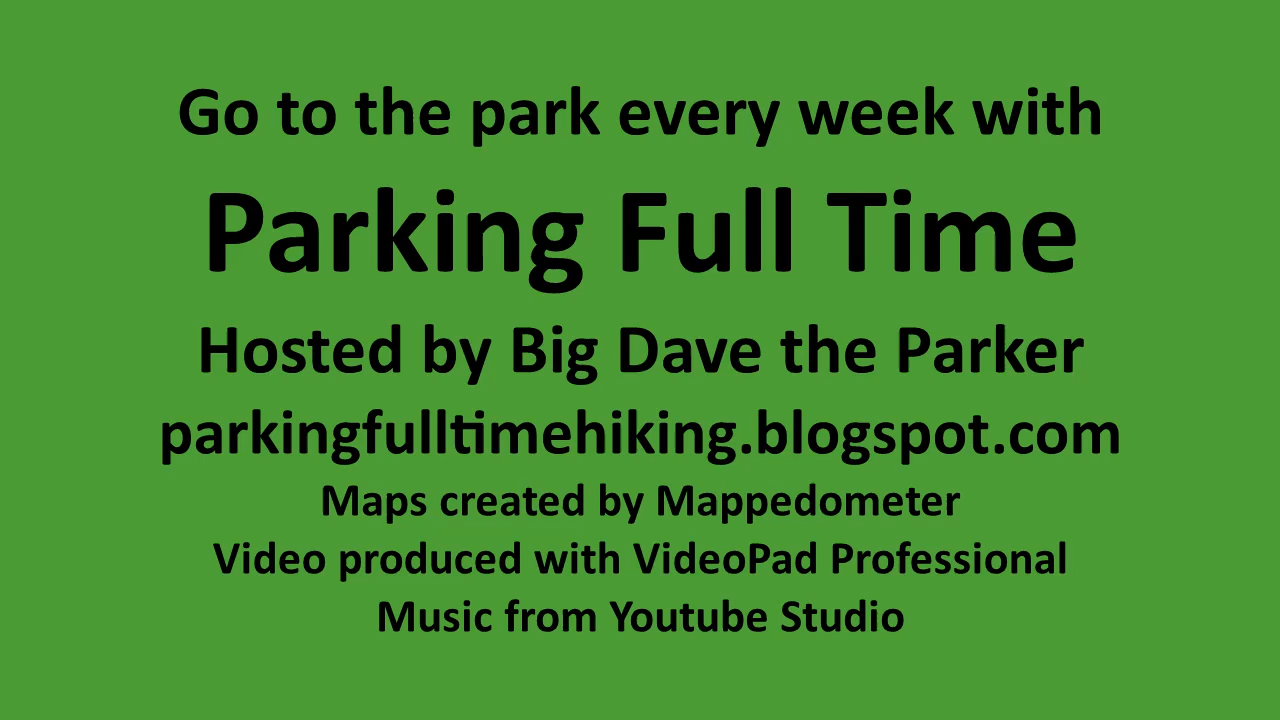 Go to the park every week with
Parking Full Time
Hosted by Big Dave the Parker
parkingfulltimehiking.blogspot.com
Maps created by Mappedometer
Video produced with VideoPad Professional
Music from Youtube Studio